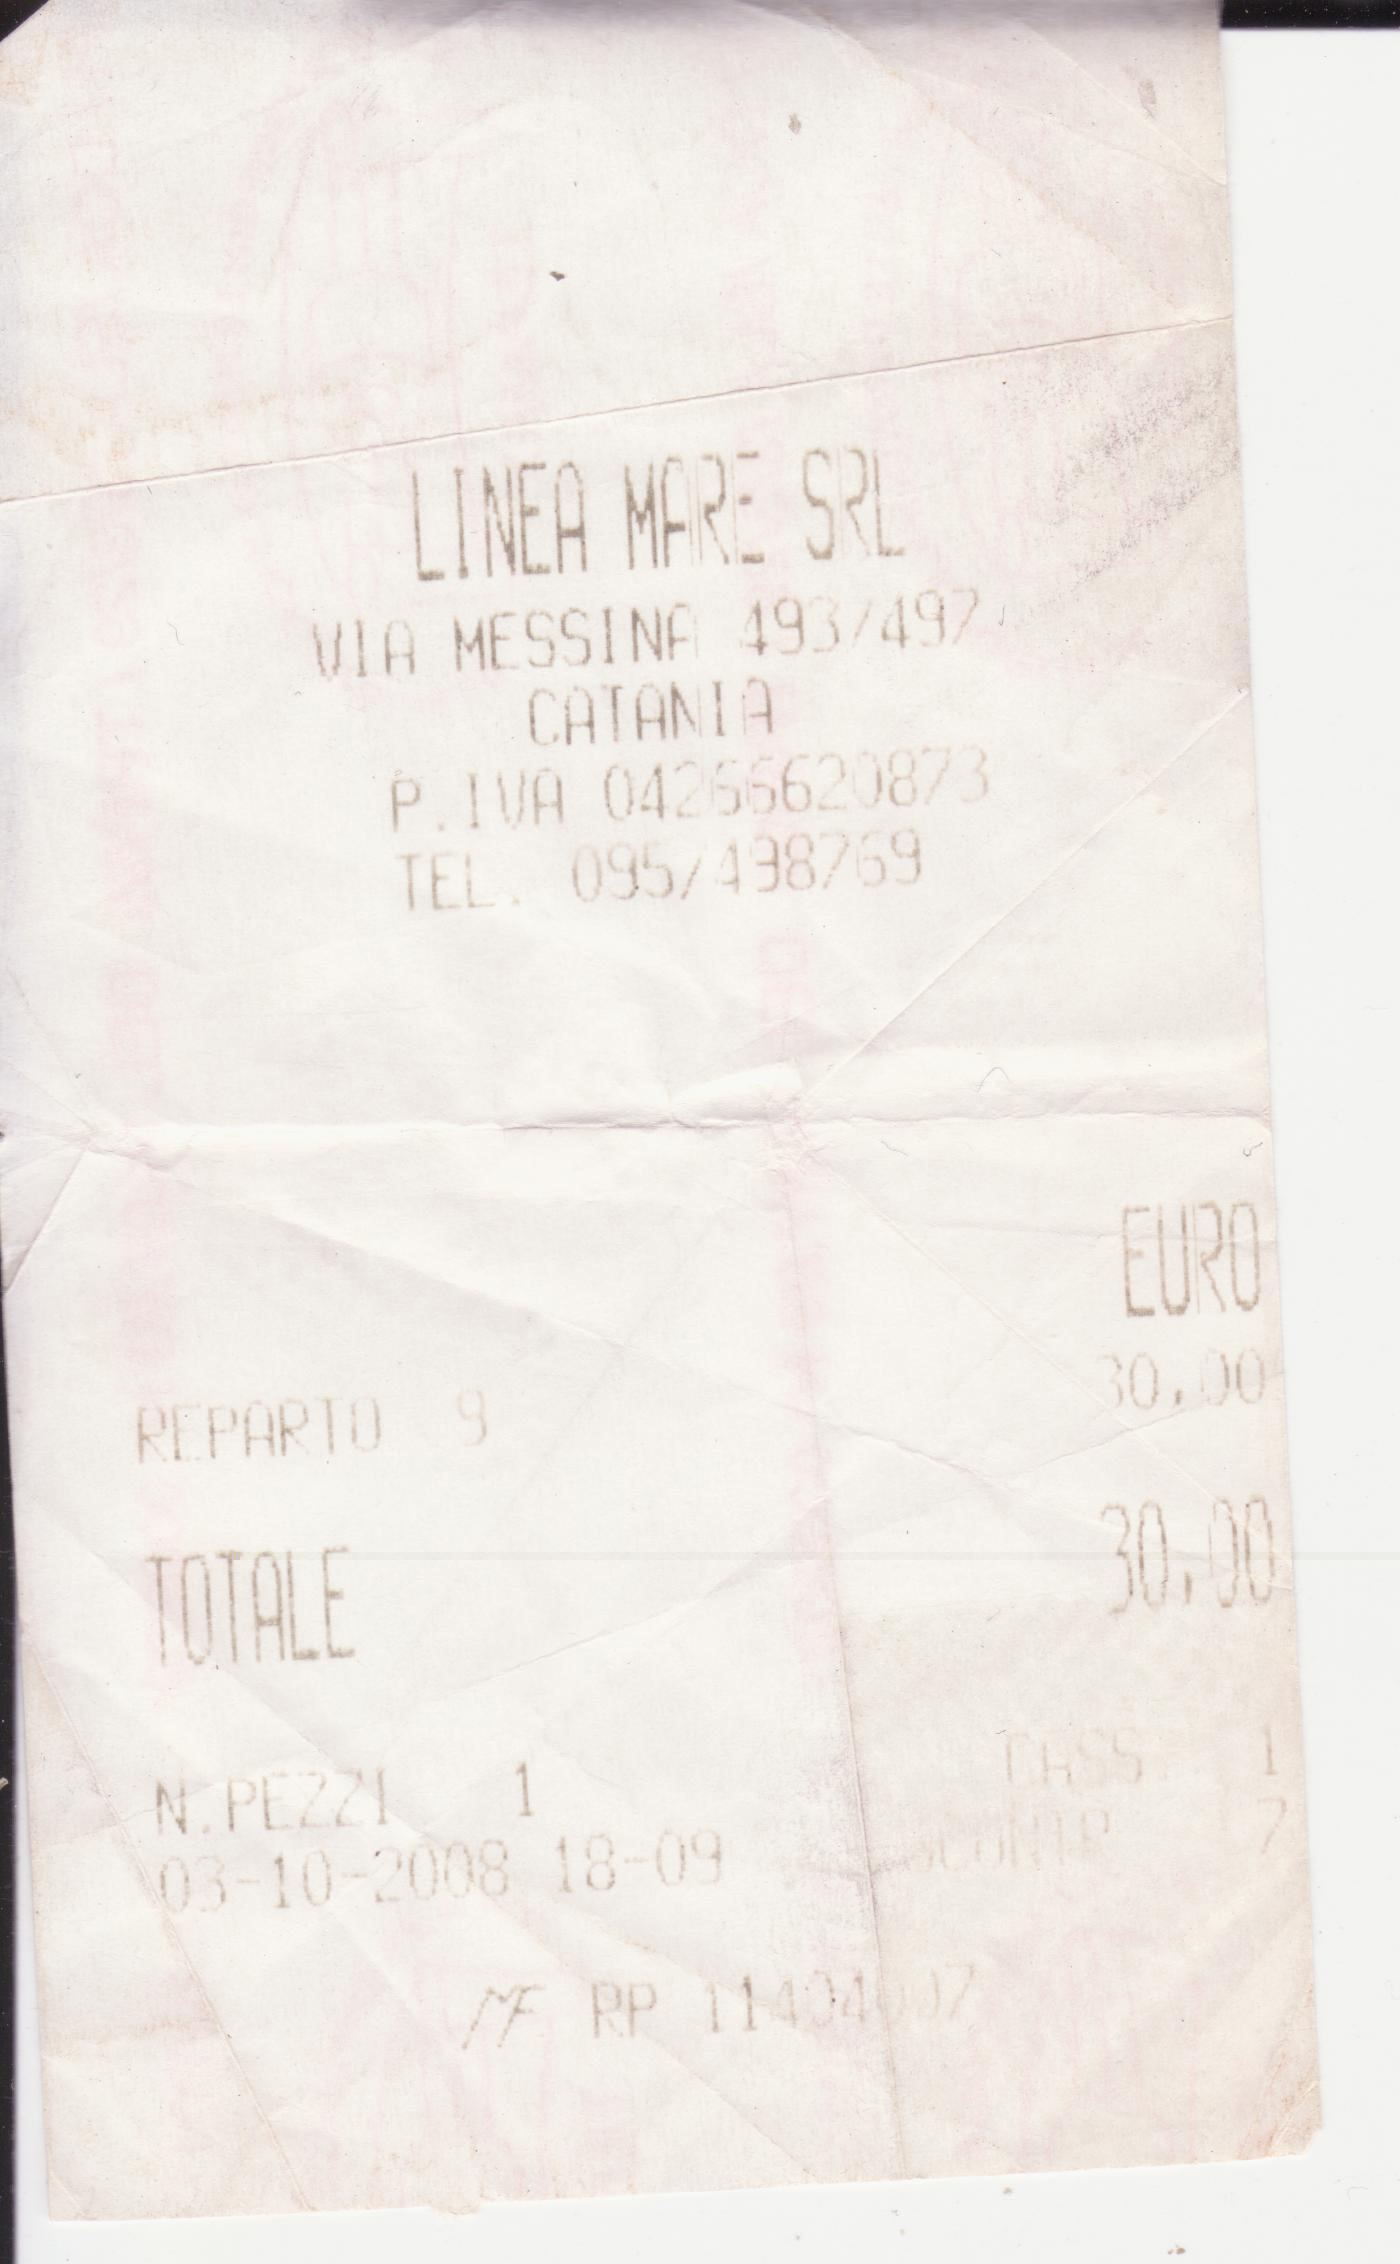 LINEA MARE SRL
VIA MESSINA 493/497
CATANIA
P.IVA 04266620873
TEL. 095/498769
EURO
REPARTO 9 30,00
TOTALE 30,00
N.PEZZI 1 CASS. 1
03-10-2008 18-09 SCONTR. 7
MF RP